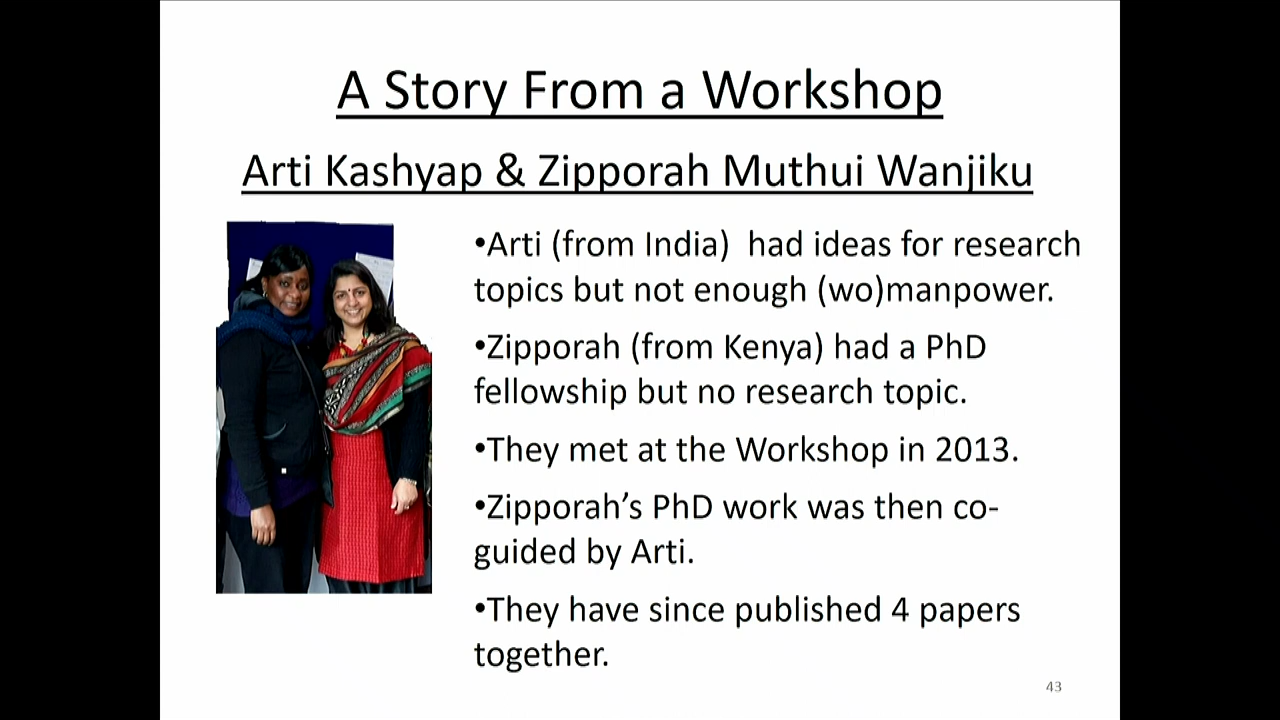 A Story From a Workshop
Arti Kashyap & Zipporah Muthui Wanjiku
•Arti (from India)  had ideas for research
topics but not enough (wo)manpower.
•Zipporah (from Kenya) had a PhD
fellowship but no research topic.
•They met at the Workshop in 2013.
•Zipporah’s PhD work was then co-
guided by Arti.
•They have since published 4 papers
together.
43